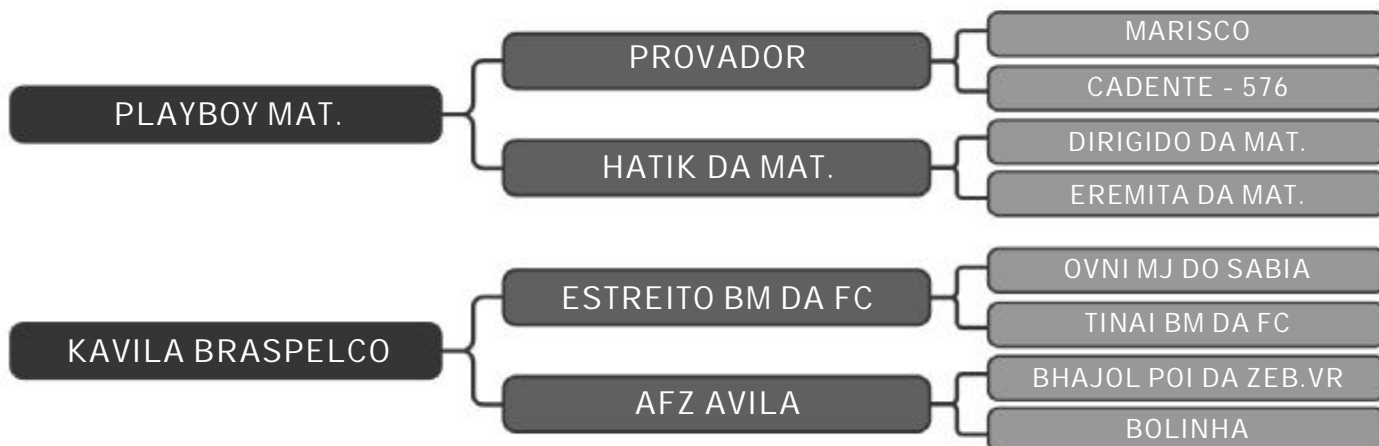 PLAYBOY MAT.
PROVADOR
MARISCO
CADENTE - 576
HATIK DA MAT.
DIRIGIDO DA MAT.
EREMITA DA MAT.
KAVILA BRASPELCO
ESTREITO BM DA FC
OVNI MJ DO SABIA
TINAI BM DA FC
AFZ AVILA
BHAJOL POI DA ZEB.VR
BOLINHA